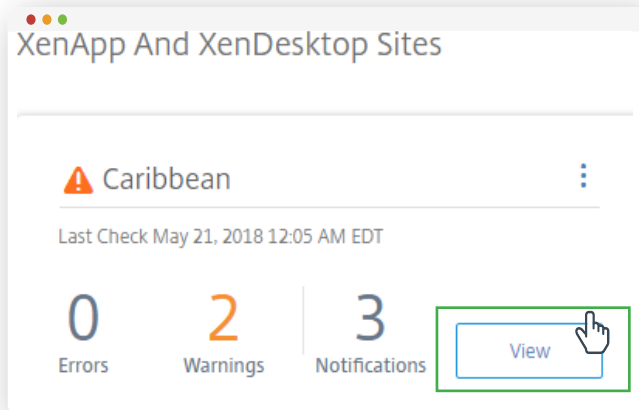 XenApp And XenDesktop Sites
Caribbean
Last Check May 21, 2018 12:05 AM EDT
0 2 3
Errors Warnings Notifications View